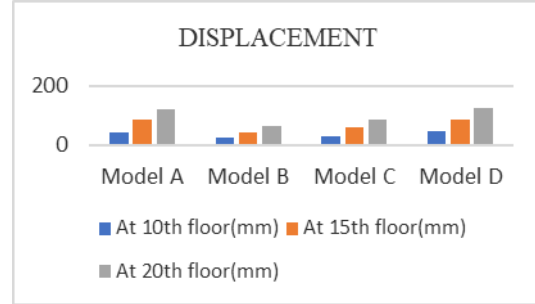 DISPLACEMENT
200
0
Model A Model B Model C Model D
At 10th floor(mm) At 15th floor(mm)
At 20th floor(mm)